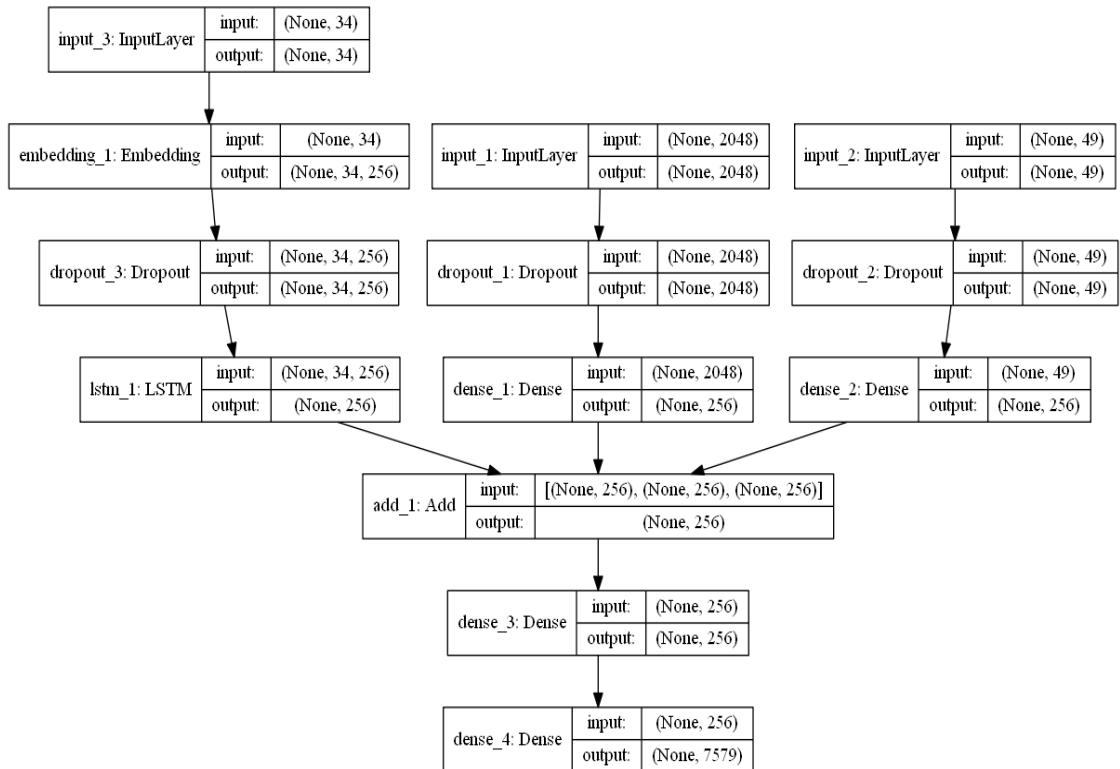 input_3: InputLayer input: (None, 34)
output: (None, 34)
embedding_1: Embedding input: (None, 34)
output: (None, 34, 256)
input_1: InputLayer input: (None, 2048)
output: (None, 2048)
input_2: InputLayer input: (None, 49)
output: (None, 49)
dropout_3: Dropout input: (None, 34, 256)
output: (None, 34, 256)
dropout_1: Dropout input: (None, 2048)
output: (None, 2048)
dropout_2: Dropout input: (None, 49)
output: (None, 49)
lstm_1: LSTM input: (None, 34, 256)
output: (None, 256)
dense_1: Dense input: (None, 2048)
output: (None, 256)
dense_2: Dense input: (None, 49)
output: (None, 256)
add_1: Add input: [(None, 256), (None, 256), (None, 256)]
output: (None, 256)
dense_3: Dense input: (None, 256)
output: (None, 256)
dense_4: Dense input: (None, 256)
output: (None, 7579)